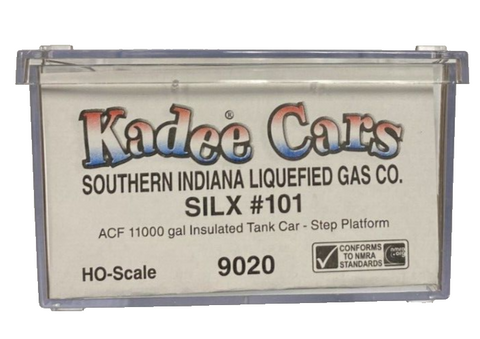 Kadee® Cars
SOUTHERN INDIANA LIQUEFIED GAS CO.
SILX #101
ACF 11000 gal Insulated Tank Car - Step Platform
HO-Scale
9020
CONFORMS
TO NMRA
STANDARDS